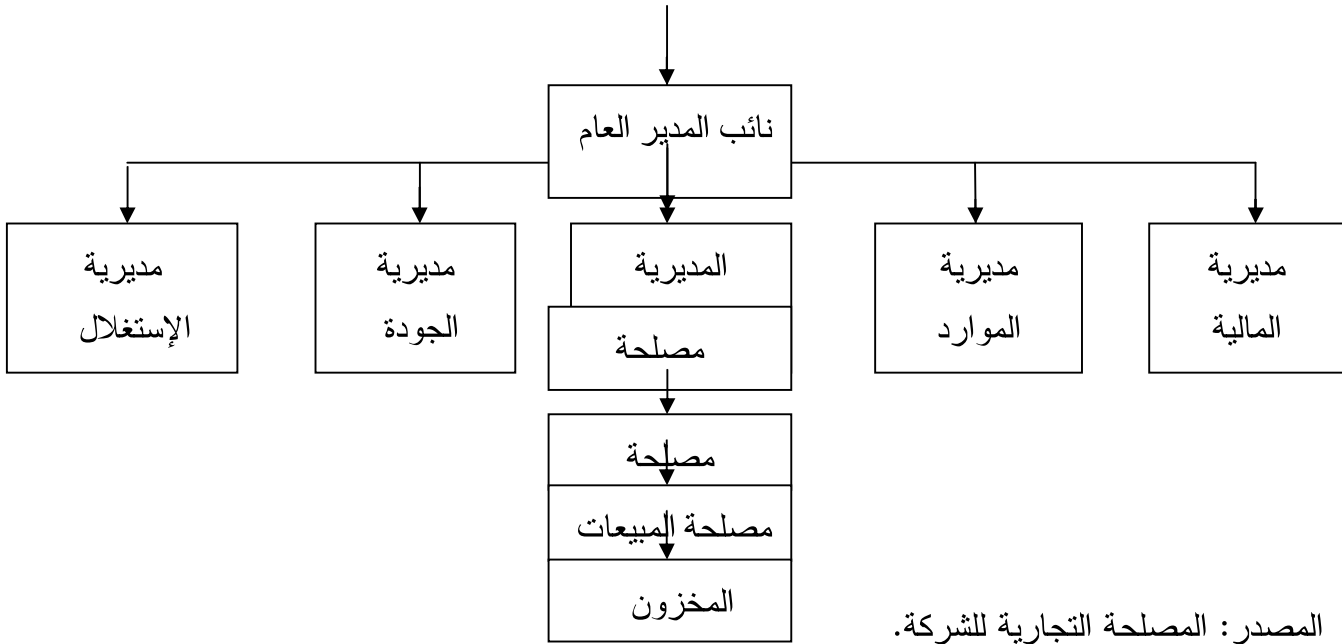 نائب المدير العام
مديرية
المالية
مديرية
الموارد
المديرية
مديرية
الجودة
مديرية
الإستغلال
مصلحة
مصلحة
مصلحة المبيعات
المخزون
المصدر: المصلحة التجارية للشركة.